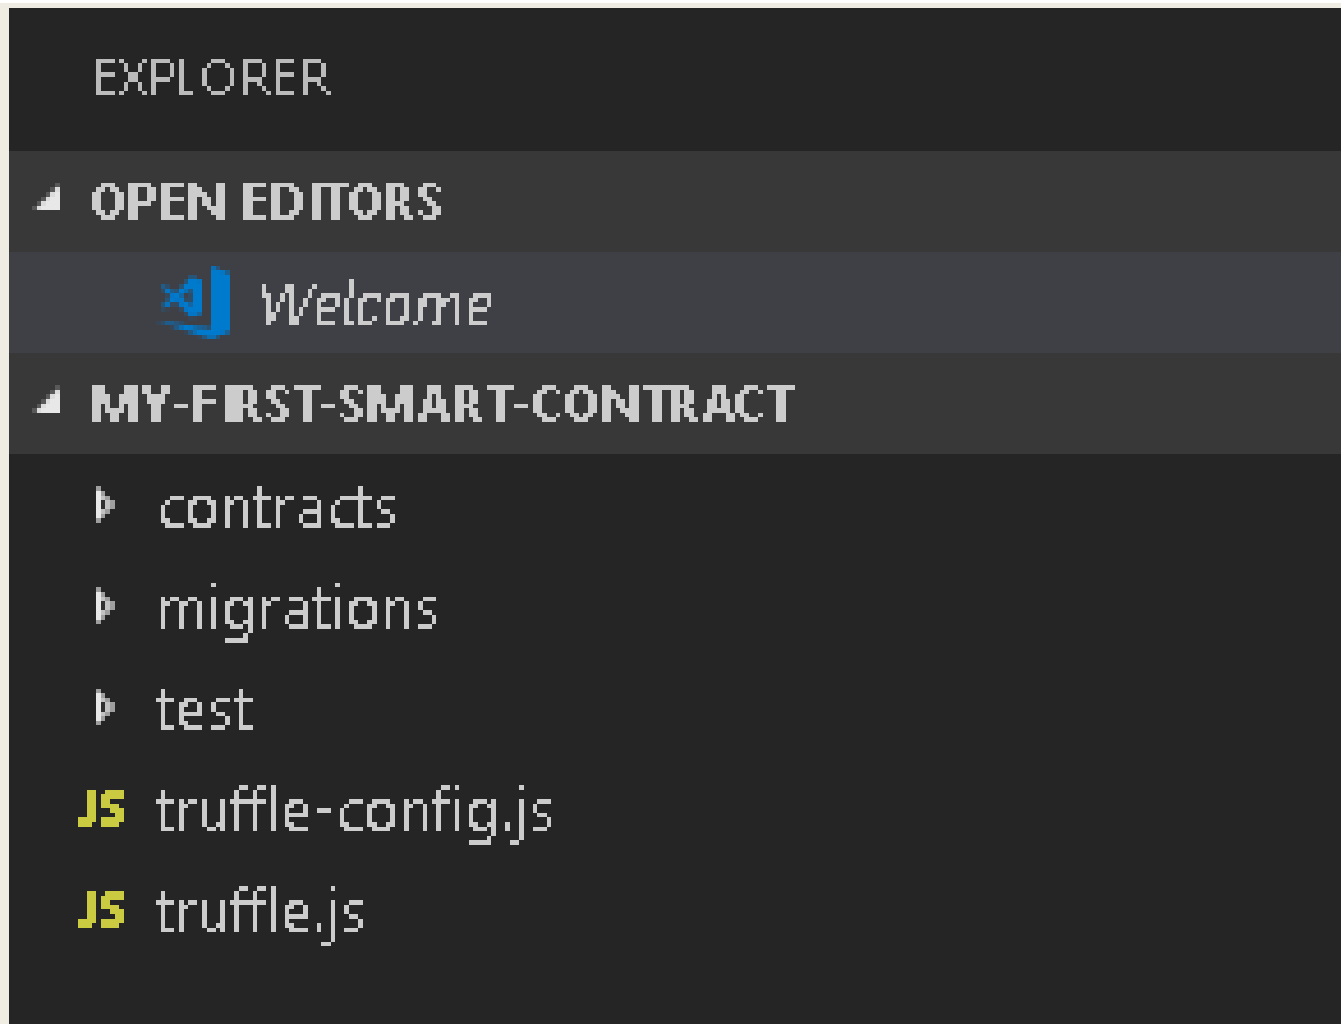 EXPLORER
OPEN EDITORS
Welcome
MY-FIRST-SMART-CONTRACT
contracts
migrations
test
JS truffle-config.js
JS truffle.js